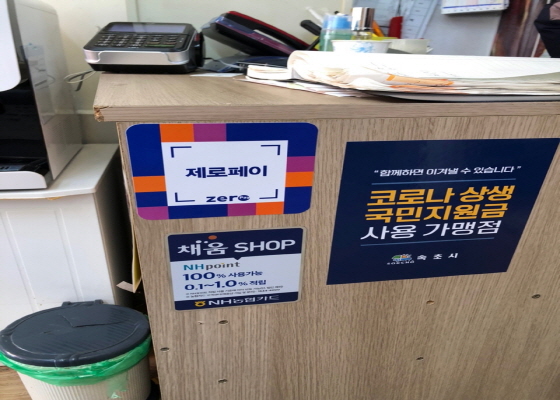 제로페이
zero
채움 SHOP
NHpoint
100% 사용가능
0.1~1.0% 적립
NH농협카드
"함께하면 이겨낼 수 있습니다"
코로나 상생
국민지원금
사용 가맹점
SOKCHO
속초시